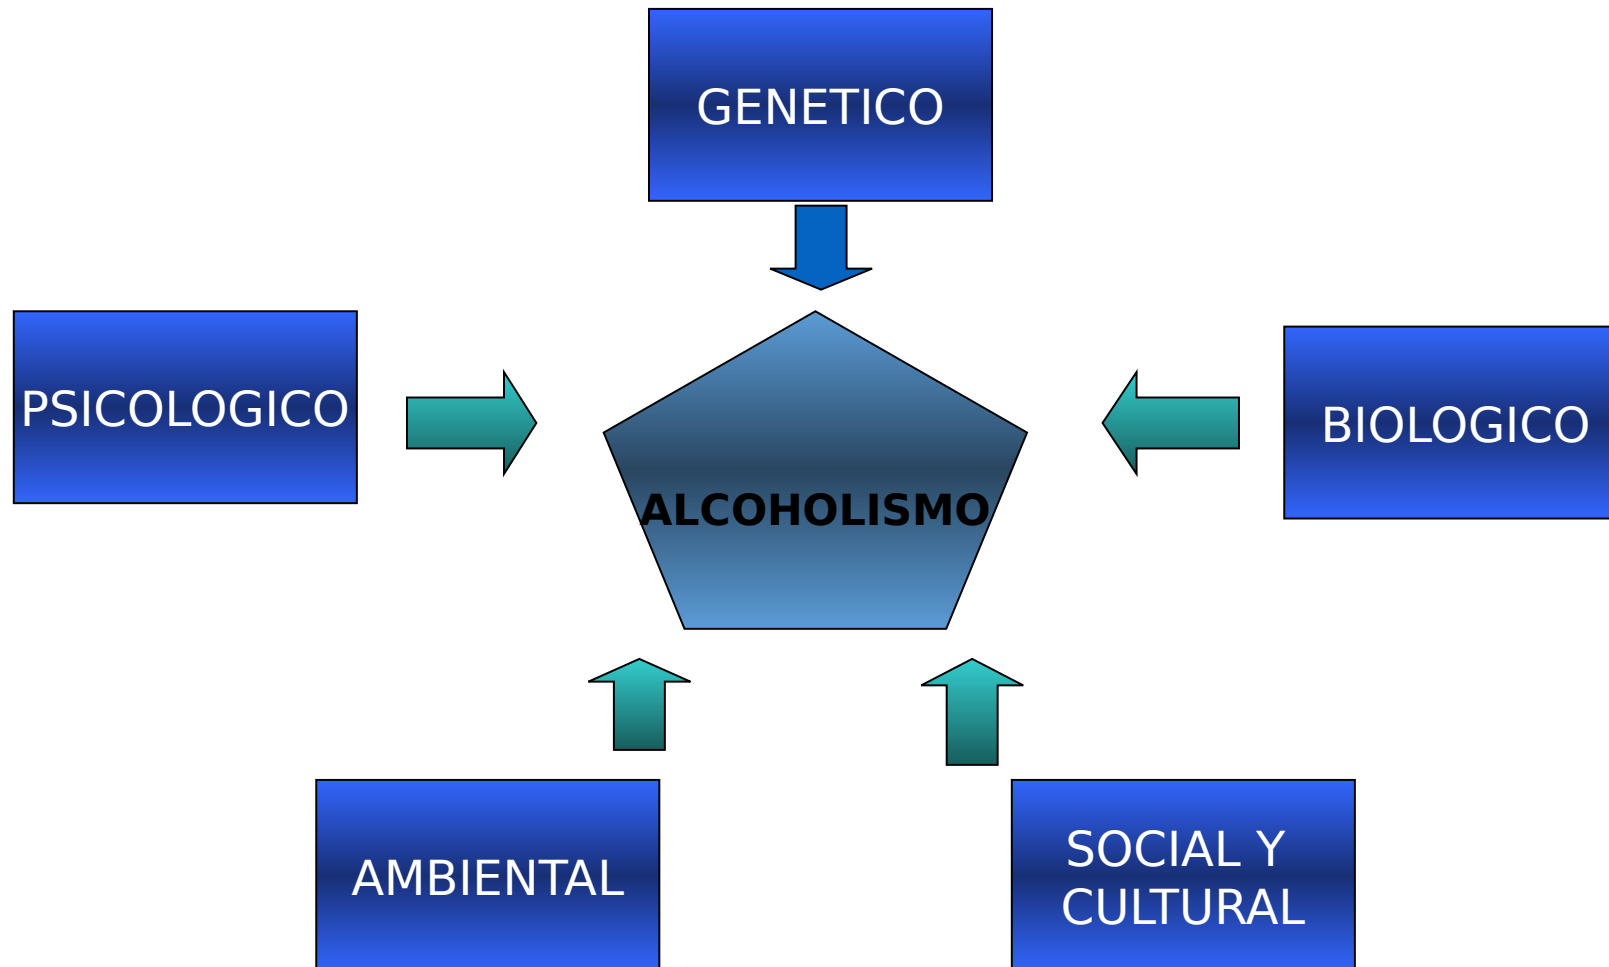 GENETICO
PSICOLOGICO
BIOLOGICO
ALCOHOLISMO
AMBIENTAL
SOCIAL Y
CULTURAL